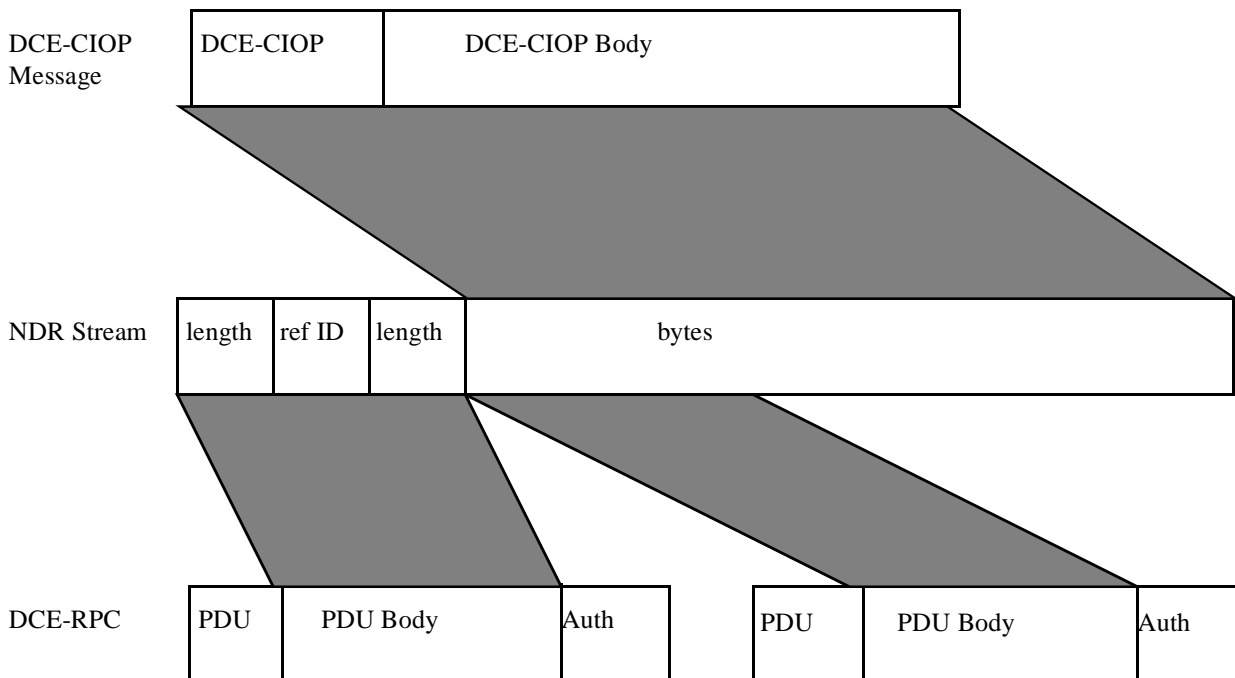 DCE-CIOP Message
DCE-CIOP
DCE-CIOP Body
NDR Stream
length
ref ID
length
bytes
DCE-RPC
PDU
PDU Body
Auth
PDU
PDU Body
Auth